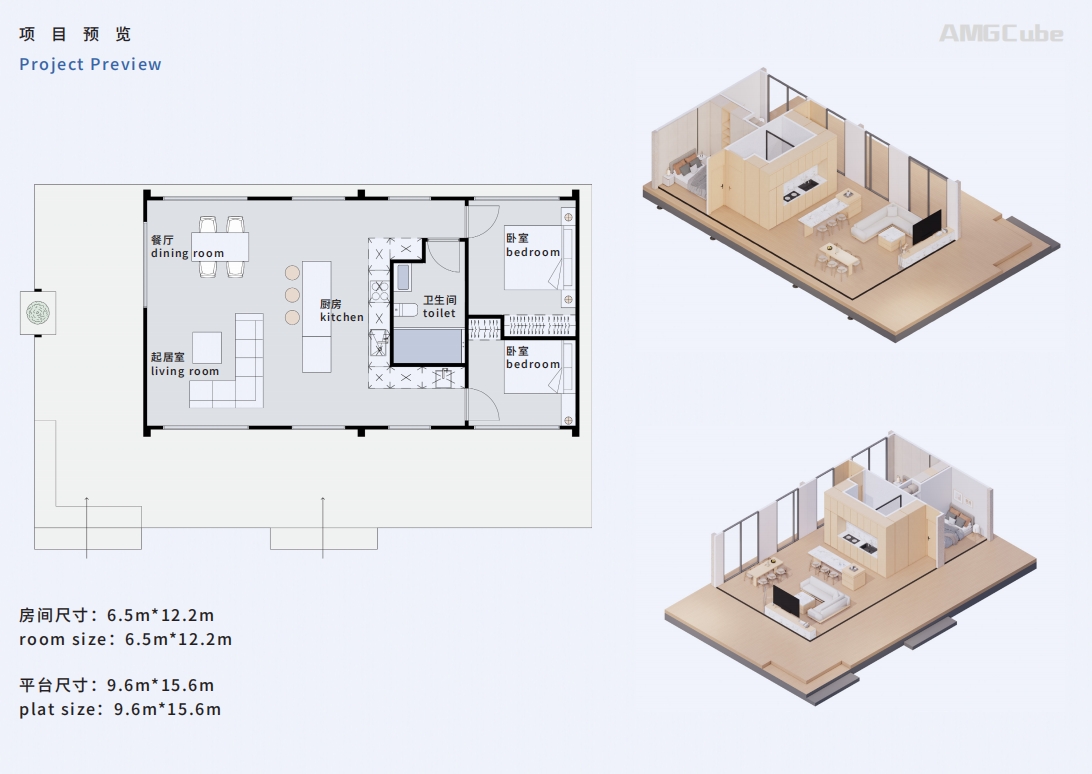 项目预览
Project Preview
AMGCube
餐厅
dining room
厨房
kitchen
卫生间
toilet
卧室
bedroom
起居室
living room
卧室
bedroom
房间尺寸：6.5m*12.2m
room size：6.5m*12.2m
平台尺寸：9.6m*15.6m
plat size：9.6m*15.6m